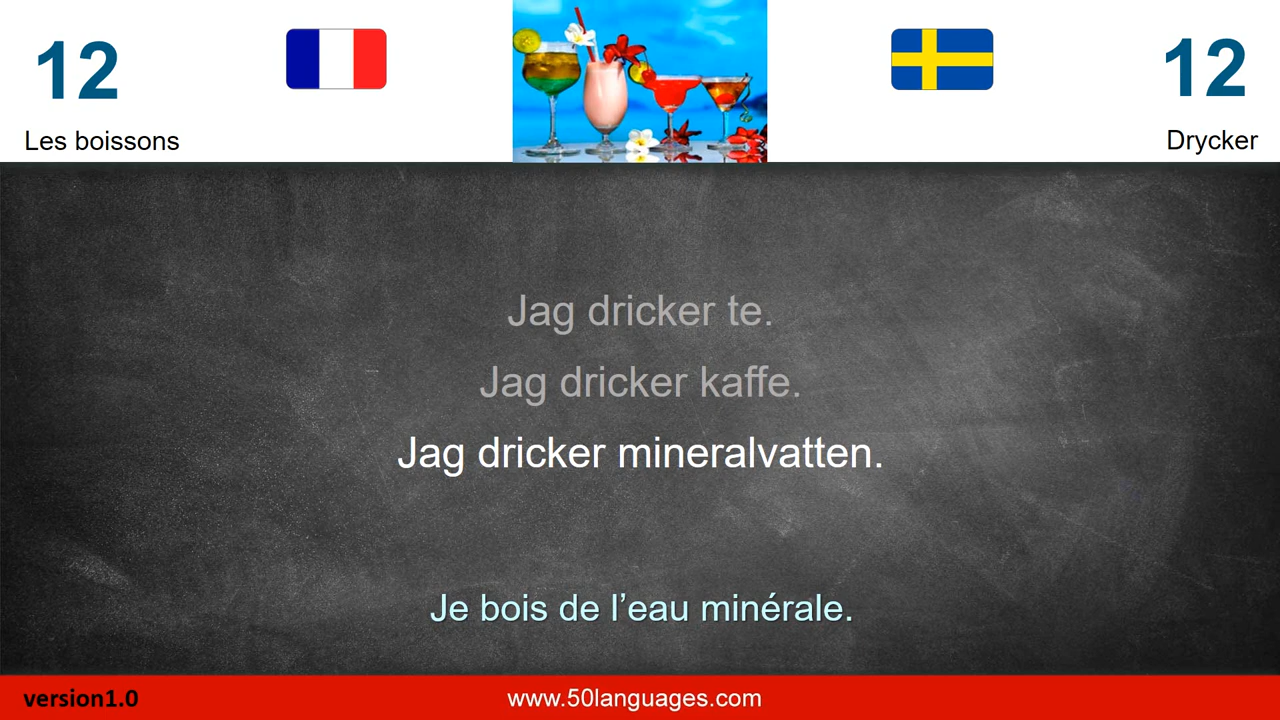 12
Les boissons
12
Drycker
Jag dricker te.
Jag dricker kaffe.
Jag dricker mineralvatten.
Je bois de l’eau minérale.
version1.0
www.50languages.com